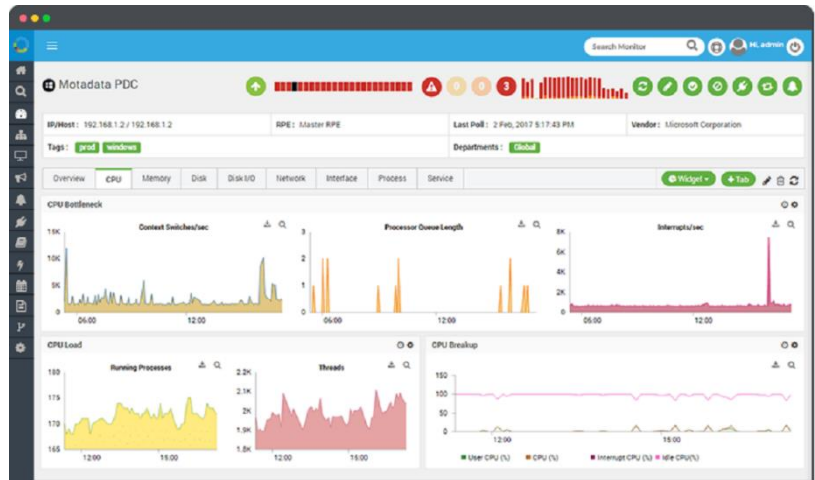 Search Monitor
Hi, admin
Motadata PDC
3
IP/Host : 192.168.1.2 / 192.168.1.2
RPE : Master RPE
Last Poll : 2 Feb, 2017 5:17:43 PM
Vendor : Microsoft Corporation
Tags : prod windows
Departments : Global
Overview CPU Memory Disk Disk I/O Network Interface Process Service
Widget + Tab
CPU Bottleneck
Context Switches/sec
15K
10K
5K
0
06:00 12:00
Processor Queue Length
3
2
1
0
06:00 12:00
Interrupts/sec
8K
6K
4K
2K
0
06:00 12:00
CPU Load
Running Processes
180
175
170
165
12:00 15:00
Threads
2.2K
2.1K
2K
1.9K
1.8K
12:00 15:00
CPU Breakup
150
100
50
0
12:00 15:00
User CPU (%) CPU (%) Interrupt CPU (%) Idle CPU(%)